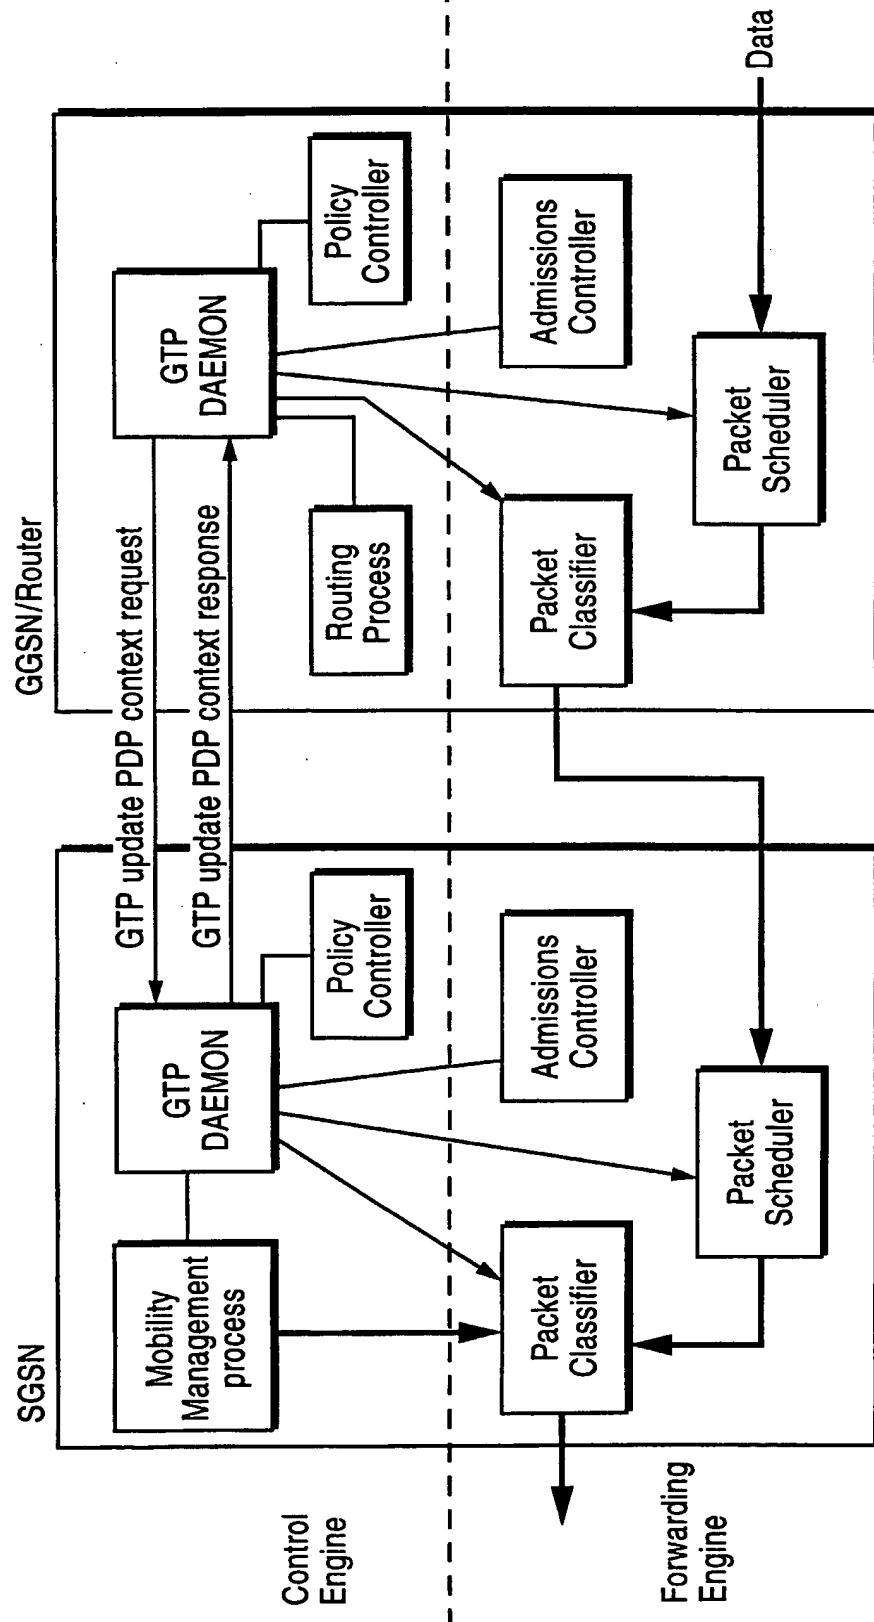 SGSN
GGSN/Router
Control
Engine
Mobility
Management
process
GTP
DAEMON
Policy
Controller
GTP update PDP context request
GTP update PDP context response
GTP
DAEMON
Routing
Process
Policy
Controller
Forwarding
Engine
Packet
Classifier
Admissions
Controller
Packet
Scheduler
Packet
Classifier
Admissions
Controller
Packet
Scheduler
Data